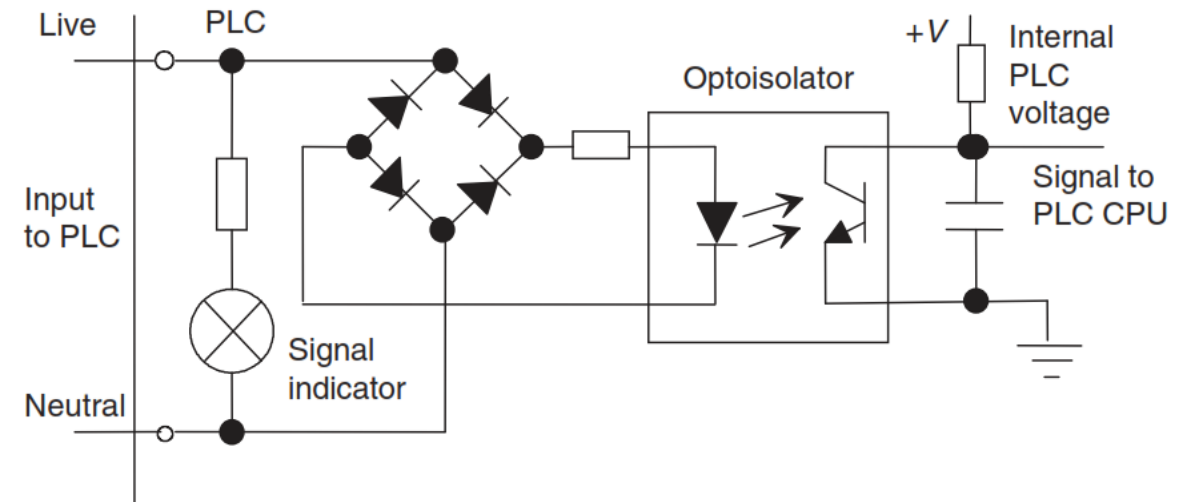 Live
PLC
+V
Internal
PLC
voltage
Optoisolator
Signal to
PLC CPU
Input
to PLC
Signal
indicator
Neutral